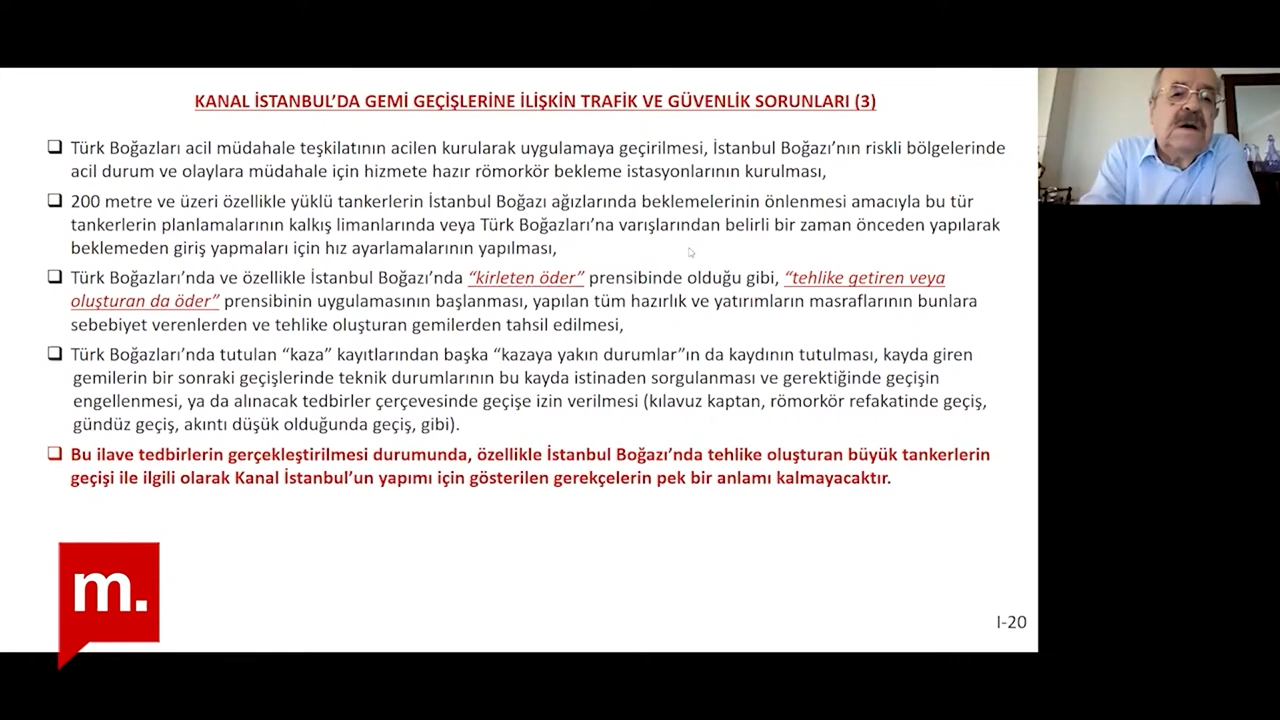 KANAL İSTANBUL’DA GEMİ GEÇİŞLERİNE İLİŞKİN TRAFİK VE GÜVENLİK SORUNLARI (3)
Türk Boğazları acil müdahale teşkilatının acilen kurularak uygulamaya geçirilmesi, İstanbul Boğazı’nın riskli bölgelerinde
acil durum ve olaylara müdahale için hizmete hazır römorkör bekleme istasyonlarının kurulması,
200 metre ve üzeri özellikle yüklü tankerlerin İstanbul Boğazı ağızlarında beklemelerinin önlenmesi amacıyla bu tür
tankerlerin planlamalarının kalkış limanlarında veya Türk Boğazları’na varışlarından belirli bir zaman önceden yapılarak
beklemeden giriş yapmaları için hız ayarlamalarının yapılması,
Türk Boğazları’nda ve özellikle İstanbul Boğazı’nda “kirleten öder” prensibinde olduğu gibi, “tehlike getiren veya
oluşturan da öder” prensibinin uygulamasının başlanması, yapılan tüm hazırlık ve yatırımların masraflarının bunlara
sebebiyet verenlerden ve tehlike oluşturan gemilerden tahsil edilmesi,
Türk Boğazları’nda tutulan “kaza” kayıtlarından başka “kazaya yakın durumlar”ın da kaydının tutulması, kayda giren
gemilerin bir sonraki geçişlerinde teknik durumlarının bu kayda istinaden sorgulanması ve gerektiğinde geçişin
engellenmesi, ya da alınacak tedbirler çerçevesinde geçişe izin verilmesi (kılavuz kaptan, römorkör refakatinde geçiş,
gündüz geçiş, akıntı düşük olduğunda geçiş, gibi).
Bu ilave tedbirlerin gerçekleştirilmesi durumunda, özellikle İstanbul Boğazı’nda tehlike oluşturan büyük tankerlerin
geçişi ile ilgili olarak Kanal İstanbul’un yapımı için gösterilen gerekçelerin pek bir anlamı kalmayacaktır.
m.
I-20